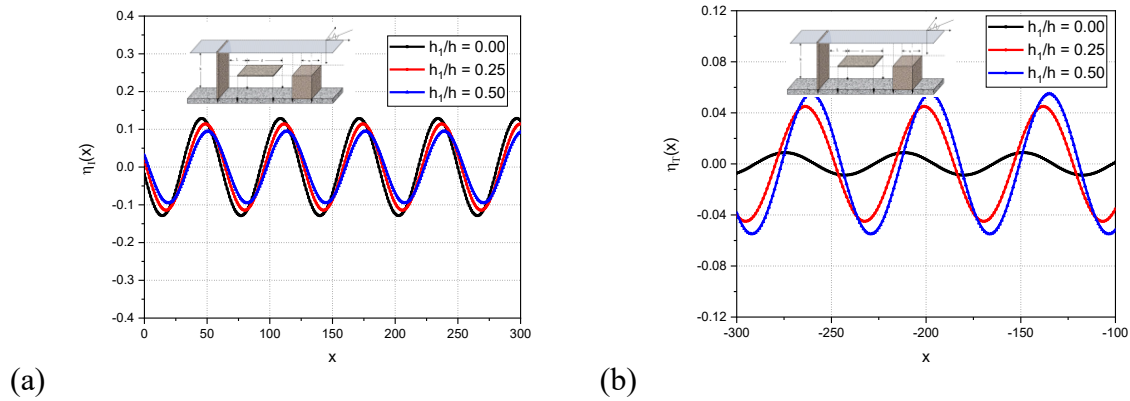 0.4
0.3
0.2
0.1
0.0
-0.1
-0.2
-0.3
-0.4
η₁(x)
0
50
100
150
200
250
300
x
h₁/h = 0.00
h₁/h = 0.25
h₁/h = 0.50
(a)
0.12
0.08
0.04
0.00
-0.04
-0.08
-0.12
-300
-250
-200
-150
-100
x
h₁/h = 0.00
h₁/h = 0.25
h₁/h = 0.50
(b)